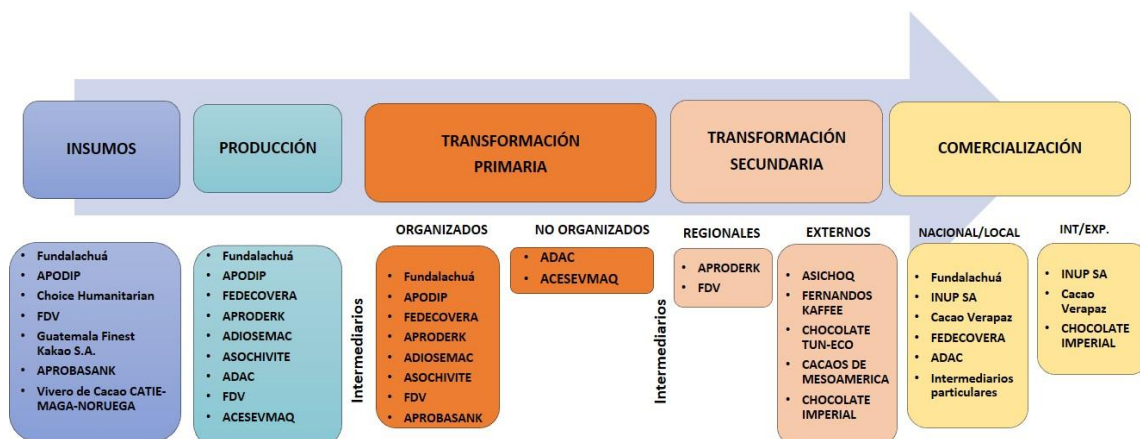 INSUMOS
PRODUCCIÓN
TRANSFORMACIÓN
PRIMARIA
TRANSFORMACIÓN
SECUNDARIA
COMERCIALIZACIÓN
• Fundalachuá
• APODIP
• Choice Humanitarian
• FDV
• Guatemala Finest
Kakao S.A.
• APROBASANK
• Vivero de Cacao CATIE-
MAGA-NORUEGA
• Fundalachuá
• APODIP
• FEDECOVERA
• APRODERK
• ADIOSEMAC
• ASOCHIVITE
• ADAC
• FDV
• ACESEVMAQ
Intermediarios
ORGANIZADOS
• Fundalachuá
• APODIP
• FEDECOVERA
• APRODERK
• ADIOSEMAC
• ASOCHIVITE
• FDV
• APROBASANK
NO ORGANIZADOS
• ADAC
• ACESEVMAQ
Intermediarios
REGIONALES
• APRODERK
• FDV
EXTERNOS
• ASICHOQ
• FERNANDOS
KAFFEE
• CHOCOLATE
TUN-ECO
• CACAOS DE
MESOAMERICA
• CHOCOLATE
IMPERIAL
NACIONAL/LOCAL
• Fundalachuá
• INUP SA
• Cacao Verapaz
• FEDECOVERA
• ADAC
• Intermediarios
particulares
INT/EXP.
• INUP SA
• Cacao
Verapaz
• CHOCOLATE
IMPERIAL